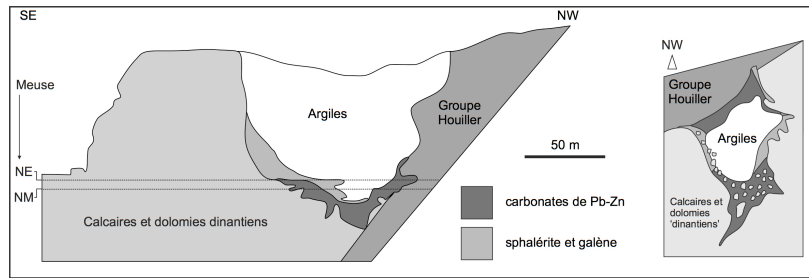 SE
NW
Meuse
NE
NM
Argiles
Groupe
Houiller
Calcaires et dolomies dinantiens
50 m
carbonates de Pb-Zn
sphalérite et galène
NW
Groupe
Houiller
Argiles
Calcaires et
dolomies
'dinantiens'